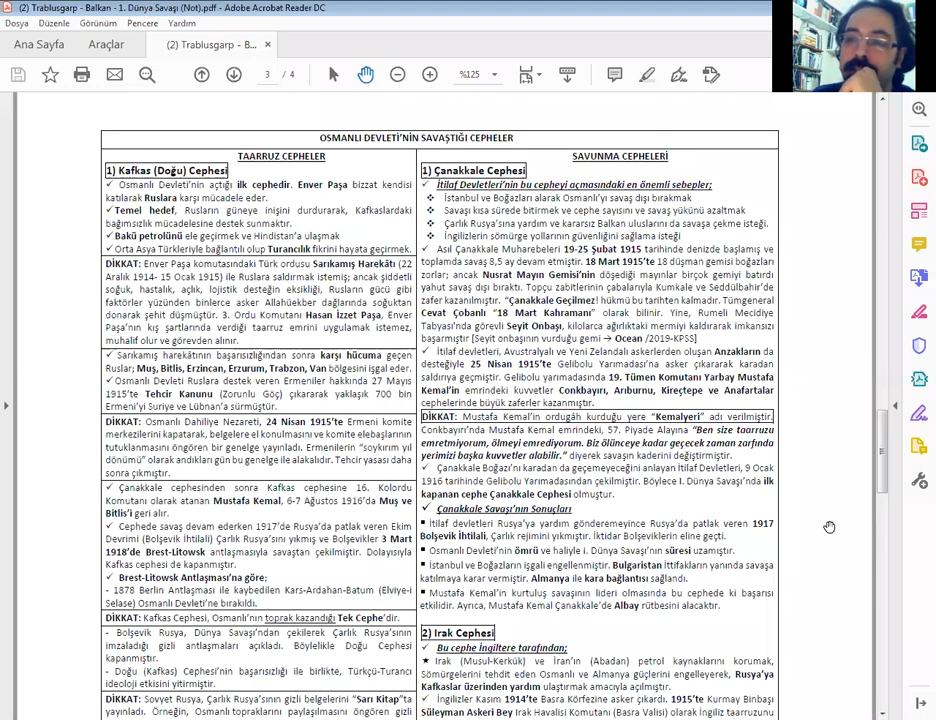 (2) Trablusgarp - Balkan - 1. Dünya Savaşı (Not).pdf - Adobe Acrobat Reader DC
Dosya Düzenle Görünüm Pencere Yardım
Ana Sayfa Araçlar (2) Trablusgarp - B... ×
3 / 4 %125
OSMANLI DEVLETİ'NİN SAVAŞTIĞI CEPHELER
TAARRUZ CEPHELER
1) Kafkas (Doğu) Cephesi
✓ Osmanlı Devleti'nin açtığı ilk cephedir. Enver Paşa bizzat kendisi
katılarak Ruslara karşı mücadele eder.
✓ Temel hedef, Rusların güneye inişini durdurarak, Kafkaslardaki
bağımsızlık mücadelesine destek sunmaktır.
✓ Bakü petrolünü ele geçirmek ve Hindistan'a ulaşmak
✓ Orta Asya Türkleriyle bağlantılı olup Turancılık fikrini hayata geçirmek.
DİKKAT: Enver Paşa komutasındaki Türk ordusu Sarıkamış Harekâtı (22
Aralık 1914- 15 Ocak 1915) ile Ruslara saldırmak istemiş; ancak şiddetli
soğuk, hastalık, açlık, lojistik desteğin eksikliği, Rusların gücü gibi
faktörler yüzünden binlerce asker Allahüekber dağlarında soğuktan
donarak şehit düşmüştür. 3. Ordu Komutanı Hasan İzzet Paşa, Enver
Paşa'nın kış şartlarında verdiği taarruz emrini uygulamak istemez,
muhalif olur ve görevden alınır.
✓ Sarıkamış harekâtının başarısızlığından sonra karşı hücuma geçen
Ruslar; Muş, Bitlis, Erzincan, Erzurum, Trabzon, Van bölgesini işgal eder.
✓ Osmanlı Devleti Ruslara destek veren Ermeniler hakkında 27 Mayıs
1915'te Tehcir Kanunu (Zorunlu Göç) çıkararak yaklaşık 700 bin
Ermeni'yi Suriye ve Lübnan'a sürmüştür.
DİKKAT: Osmanlı Dahiliye Nezareti, 24 Nisan 1915'te Ermeni komite
merkezlerini kapatarak, belgelere el konulmasını ve komite elebaşlarının
tutuklanmasını öngören bir genelge yayınladı. Ermenilerin "soykırım yıl
dönümü" olarak andıkları gün bu genelge ile alakalıdır. Tehcir yasası daha
sonra çıkmıştır.
✓ Çanakkale cephesinden sonra Kafkas cephesine 16. Kolordu
Komutanı olarak atanan Mustafa Kemal, 6-7 Ağustos 1916'da Muş ve
Bitlis'i geri alır.
✓ Cephede savaş devam ederken 1917'de Rusya'da patlak veren Ekim
Devrimi (Bolşevik İhtilali) Çarlık Rusya'sını yıkmış ve Bolşevikler 3 Mart
1918'de Brest-Litowsk antlaşmasıyla savaştan çekilmiştir. Dolayısıyla
Kafkas cephesi de kapanmıştır.
✓ Brest-Litowsk Antlaşması'na göre;
- 1878 Berlin Antlaşması ile kaybedilen Kars-Ardahan-Batum (Elviye-i
Selase) Osmanlı Devleti'ne bırakıldı.
DİKKAT: Kafkas Cephesi, Osmanlı'nın toprak kazandığı Tek Cephe'dir.
- Bolşevik Rusya, Dünya Savaşı'ndan çekilerek Çarlık Rusya'sının
imzaladığı gizli antlaşmaları açıkladı. Böylelikle Doğu Cephesi
kapanmıştır.
- Doğu (Kafkas) Cephesi'nin başarısızlığı ile birlikte, Türkçü-Turancı
ideoloji etkisini yitirmiştir.
DİKKAT: Sovyet Rusya, Çarlık Rusya'sının gizli belgelerini "Sarı Kitap"ta
yayınladı. Örneğin, Osmanlı topraklarını paylaşılmasını öngören gizli
SAVUNMA CEPHELERİ
1) Çanakkale Cephesi
✓ İtilaf Devletleri'nin bu cepheyi açmasındaki en önemli sebepler;
❖ İstanbul ve Boğazları alarak Osmanlı'yı savaş dışı bırakmak
❖ Savaşı kısa sürede bitirmek ve cephe sayısını ve savaş yükünü azaltmak
❖ Çarlık Rusya'sına yardım ve kararsız Balkan uluslarını da savaşa çekme isteği.
❖ İngilizlerin sömürge yollarının güvenliğini sağlama isteği
✓ Asıl Çanakkale Muharebeleri 19-25 Şubat 1915 tarihinde denizde başlamış ve
toplamda savaş 8,5 ay devam etmiştir. 18 Mart 1915'te 18 düşman gemisi boğazları
zorlar; ancak Nusrat Mayın Gemisi'nin döşediği mayınlar birçok gemiyi batırdı
yahut savaş dışı bıraktı. Topçu zabitlerinin çabalarıyla Kumkale ve Seddülbahir'de
zafer kazanılmıştır. "Çanakkale Geçilmez! hükmü bu tarihten kalmadır. Tümgeneral
Cevat Çobanlı "18 Mart Kahramanı" olarak bilinir. Yine, Rumeli Mecidiye
Tabyası'nda görevli Seyit Onbaşı, kilolarca ağırlıktaki mermiyi kaldırarak imkansızı
başarmıştır [Seyit onbaşının vurduğu gemi → Ocean /2019-KPSS]
✓ İtilaf devletleri, Avustralyalı ve Yeni Zelandalı askerlerden oluşan Anzakların da
desteğiyle 25 Nisan 1915'te Gelibolu Yarımadası'na asker çıkararak karadan
saldırıya geçmiştir. Gelibolu yarımadasında 19. Tümen Komutanı Yarbay Mustafa
Kemal'in emrindeki kuvvetler Conkbayırı, Arıburnu, Kireçtepe ve Anafartalar
cephelerinde büyük zaferler kazanmıştır.
DİKKAT: Mustafa Kemal'in ordugâh kurduğu yere "Kemalyeri" adı verilmiştir.
Conkbayırı'nda Mustafa Kemal emrindeki, 57. Piyade Alayına "Ben size taarruzu
emretmiyorum, ölmeyi emrediyorum. Biz ölünceye kadar geçecek zaman zarfında
yerimizi başka kuvvetler alabilir." diyerek savaşın kaderini değiştirmiştir.
✓ Çanakkale Boğazı'nı karadan da geçemeyeceğini anlayan İtilaf Devletleri, 9 Ocak
1916 tarihinde Gelibolu Yarımadasından çekilmiştir. Böylece I. Dünya Savaşı'nda ilk
kapanan cephe Çanakkale Cephesi olmuştur.
✓ Çanakkale Savaşı'nın Sonuçları
▪ İtilaf devletleri Rusya'ya yardım gönderemeyince Rusya'da patlak veren 1917
Bolşevik İhtilali, Çarlık rejimini yıkmıştır. İktidar Bolşeviklerin eline geçti.
▪ Osmanlı Devleti'nin ömrü ve haliyle I. Dünya Savaşı'nın süresi uzamıştır.
▪ İstanbul ve Boğazların işgali engellenmiştir. Bulgaristan İttifakların yanında savaşa
katılmaya karar vermiştir. Almanya ile kara bağlantısı sağlandı.
▪ Mustafa Kemal'in kurtuluş savaşının lideri olmasında bu cephede ki başarısı
etkilidir. Ayrıca, Mustafa Kemal Çanakkale'de Albay rütbesini alacaktır.
2) Irak Cephesi
✓ Bu cephe İngiltere tarafından;
★ Irak (Musul-Kerkük) ve İran'ın (Abadan) petrol kaynaklarını korumak,
Sömürgelerini tehdit eden Osmanlı ve Almanya güçlerini engelleyerek, Rusya'ya
Kafkaslar üzerinden yardım ulaştırmak amacıyla açılmıştır.
✓ İngilizler Kasım 1914'te Basra Körfezine asker çıkardı. 1915'te Kurmay Binbaşı
Süleyman Askeri Bey Irak Havalisi Komutanı (Basra Valisi) olarak İngiliz taarruzunu